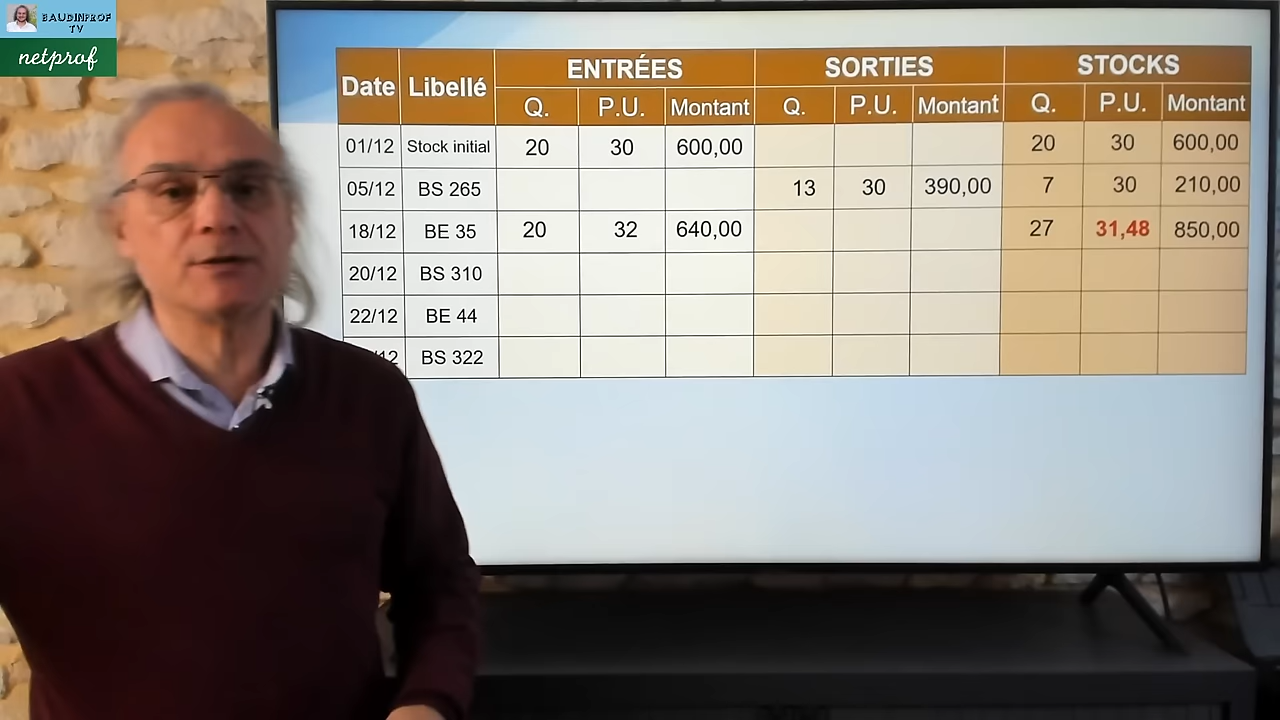 BAUDINPROF
TV
netprof
ENTRÉES SORTIES STOCKS
Date Libellé
Q. P.U. Montant Q. P.U. Montant Q. P.U. Montant
01/12 Stock initial 20 30 600,00 20 30 600,00
05/12 BS 265 13 30 390,00 7 30 210,00
18/12 BE 35 20 32 640,00 27 31,48 850,00
20/12 BS 310
22/12 BE 44
/12 BS 322